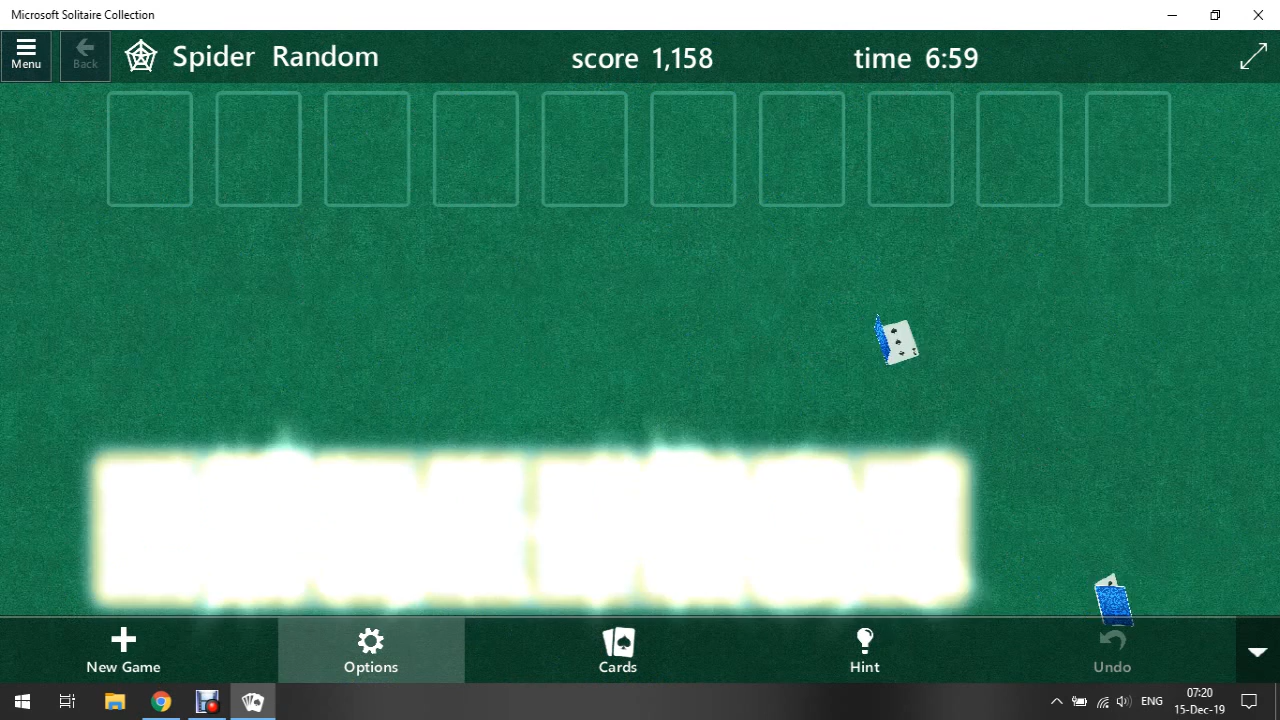 Microsoft Solitaire Collection
Menu
Back
Spider Random
score 1,158
time 6:59
New Game
Options
Cards
Hint
Undo
ENG
07:20
15-Dec-19